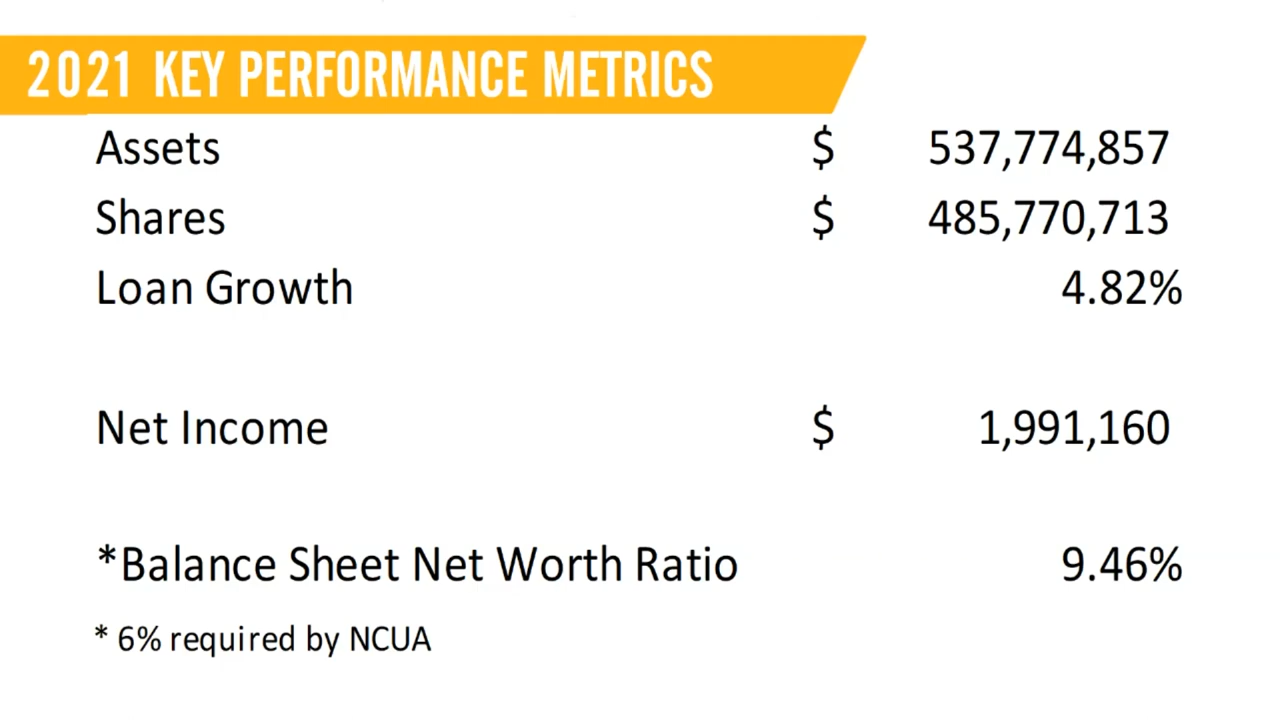 2021 KEY PERFORMANCE METRICS
Assets $ 537,774,857
Shares $ 485,770,713
Loan Growth 4.82%
Net Income $ 1,991,160
*Balance Sheet Net Worth Ratio 9.46%
* 6% required by NCUA